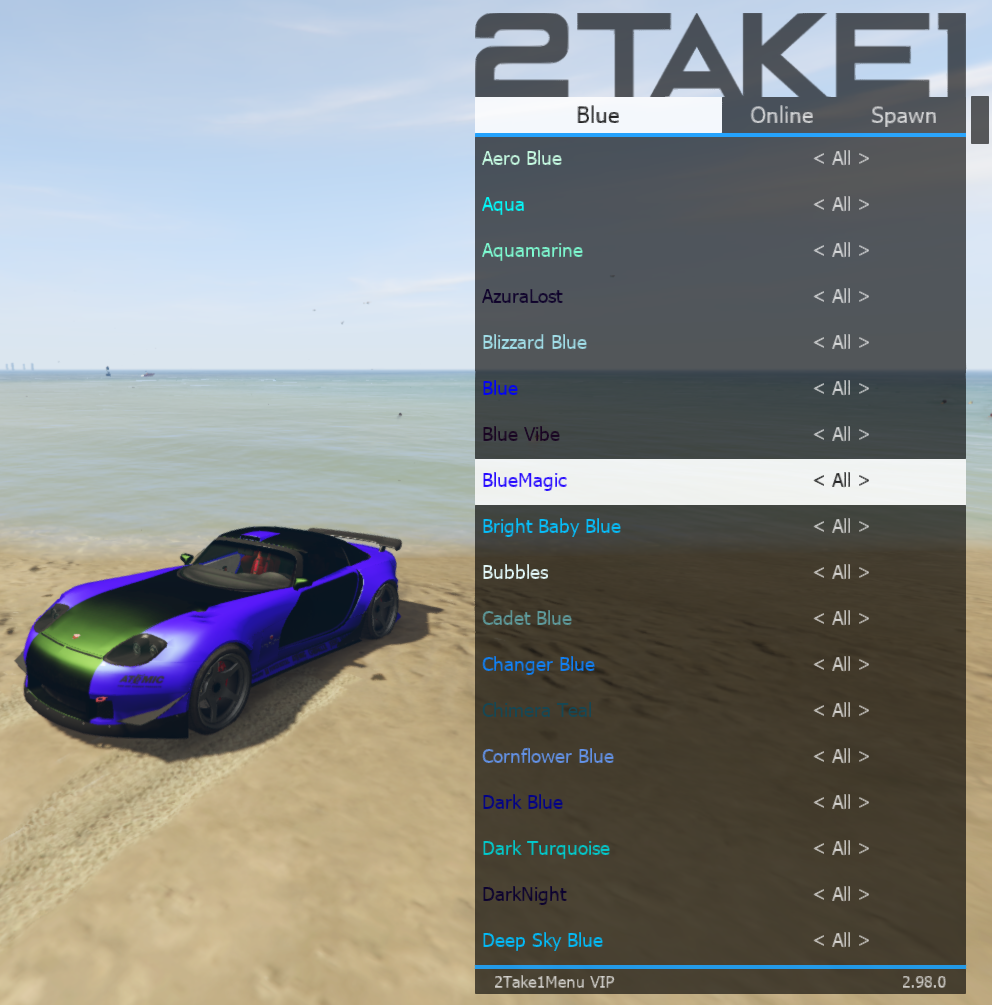 2TAKE1
Blue Online Spawn
Aero Blue < All >
Aqua < All >
Aquamarine < All >
AzuraLost < All >
Blizzard Blue < All >
Blue < All >
Blue Vibe < All >
BlueMagic < All >
Bright Baby Blue < All >
Bubbles < All >
Cadet Blue < All >
Changer Blue < All >
Chimera Teal < All >
Cornflower Blue < All >
Dark Blue < All >
Dark Turquoise < All >
DarkNight < All >
Deep Sky Blue < All >
2Take1Menu VIP 2.98.0